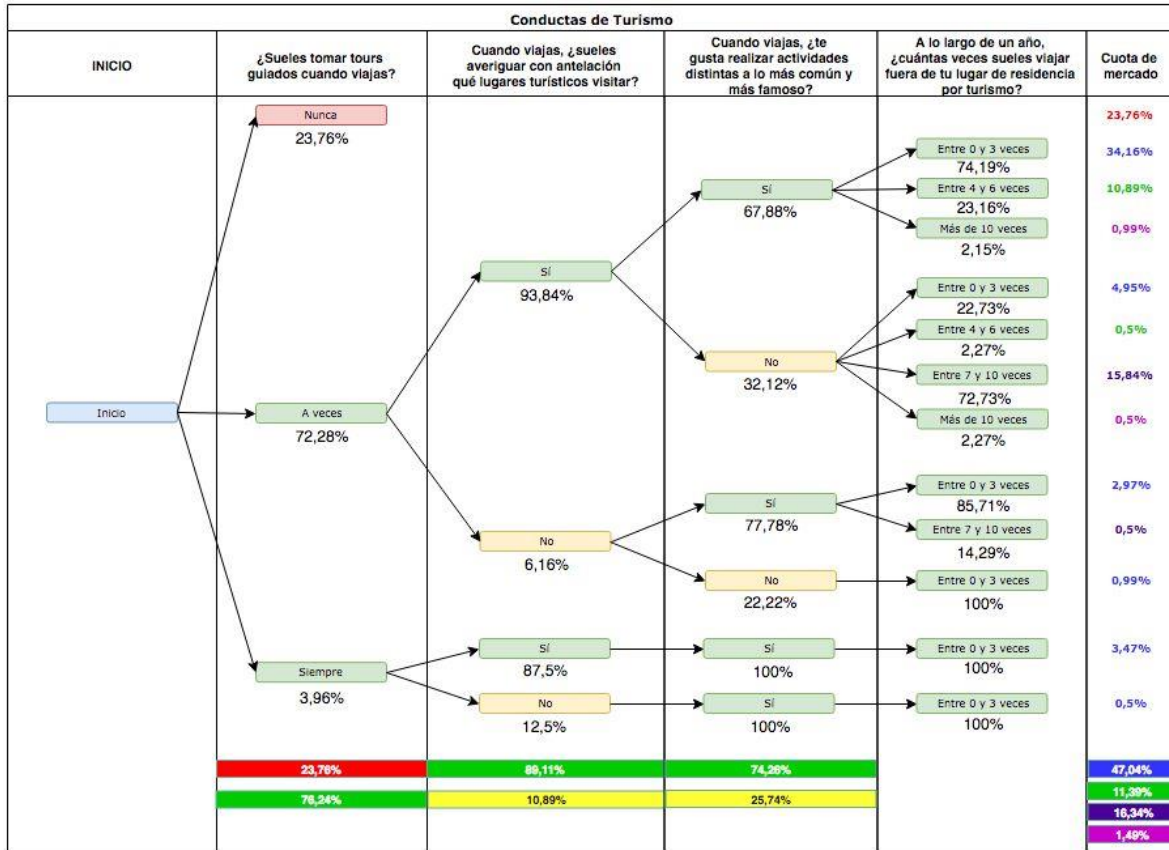 Conductas de Turismo
INICIO
¿Sueles tomar tours
guiados cuando viajas?
Cuando viajas, ¿sueles
averiguar con antelación
qué lugares turísticos visitar?
Cuando viajas, ¿te
gusta realizar actividades
distintas a lo más común y
más famoso?
A lo largo de un año,
¿cuántas veces sueles viajar
fuera de tu lugar de residencia
por turismo?
Cuota de
mercado
Nunca
23,76%
23,76%
Entre 0 y 3 veces
74,19%
34,16%
Sí
67,88%
Entre 4 y 6 veces
23,16%
10,89%
Más de 10 veces
2,15%
0,99%
Sí
93,84%
Entre 0 y 3 veces
22,73%
4,95%
Entre 4 y 6 veces
2,27%
0,5%
No
32,12%
Entre 7 y 10 veces
72,73%
15,84%
Inicio
A veces
72,28%
Más de 10 veces
2,27%
0,5%
Entre 0 y 3 veces
85,71%
2,97%
Sí
77,78%
Entre 7 y 10 veces
14,29%
0,5%
No
6,16%
No
22,22%
Entre 0 y 3 veces
100%
0,99%
Siempre
3,96%
Sí
87,5%
Sí
100%
Entre 0 y 3 veces
100%
3,47%
No
12,5%
Sí
100%
Entre 0 y 3 veces
100%
0,5%
23,76%
89,11%
74,26%
47,04%
76,24%
10,89%
25,74%
11,39%
16,34%
1,49%